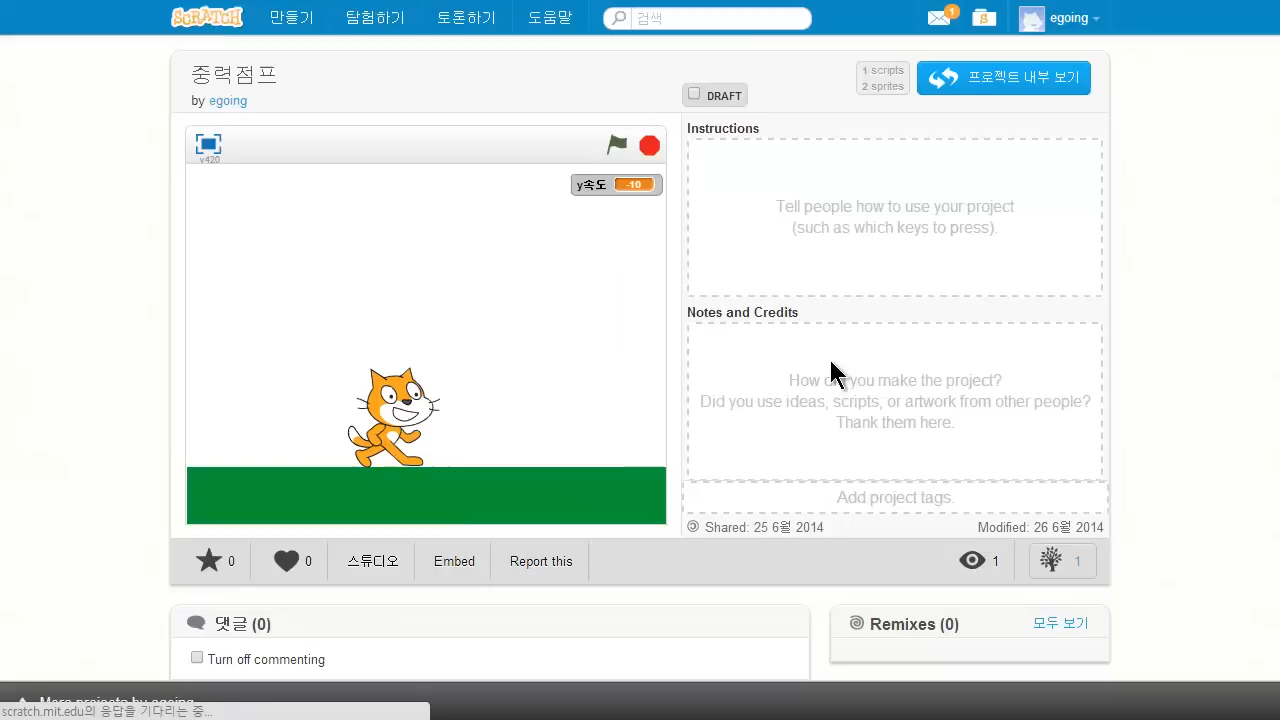 SCRATCH
만들기
탐험하기
토론하기
도움말
검색
1
S
egoing
중력점프
by egoing
DRAFT
1 scripts
2 sprites
프로젝트 내부 보기
v420
y속도 -10
Instructions
Tell people how to use your project
(such as which keys to press).
Notes and Credits
How did you make the project?
Did you use ideas, scripts, or artwork from other people?
Thank them here.
Add project tags.
Shared: 25 6월 2014
Modified: 26 6월 2014
0
0
스튜디오
Embed
Report this
1
1
댓글 (0)
Turn off commenting
Remixes (0)
모두 보기
More projects by egoing
scratch.mit.edu의 응답을 기다리는 중...